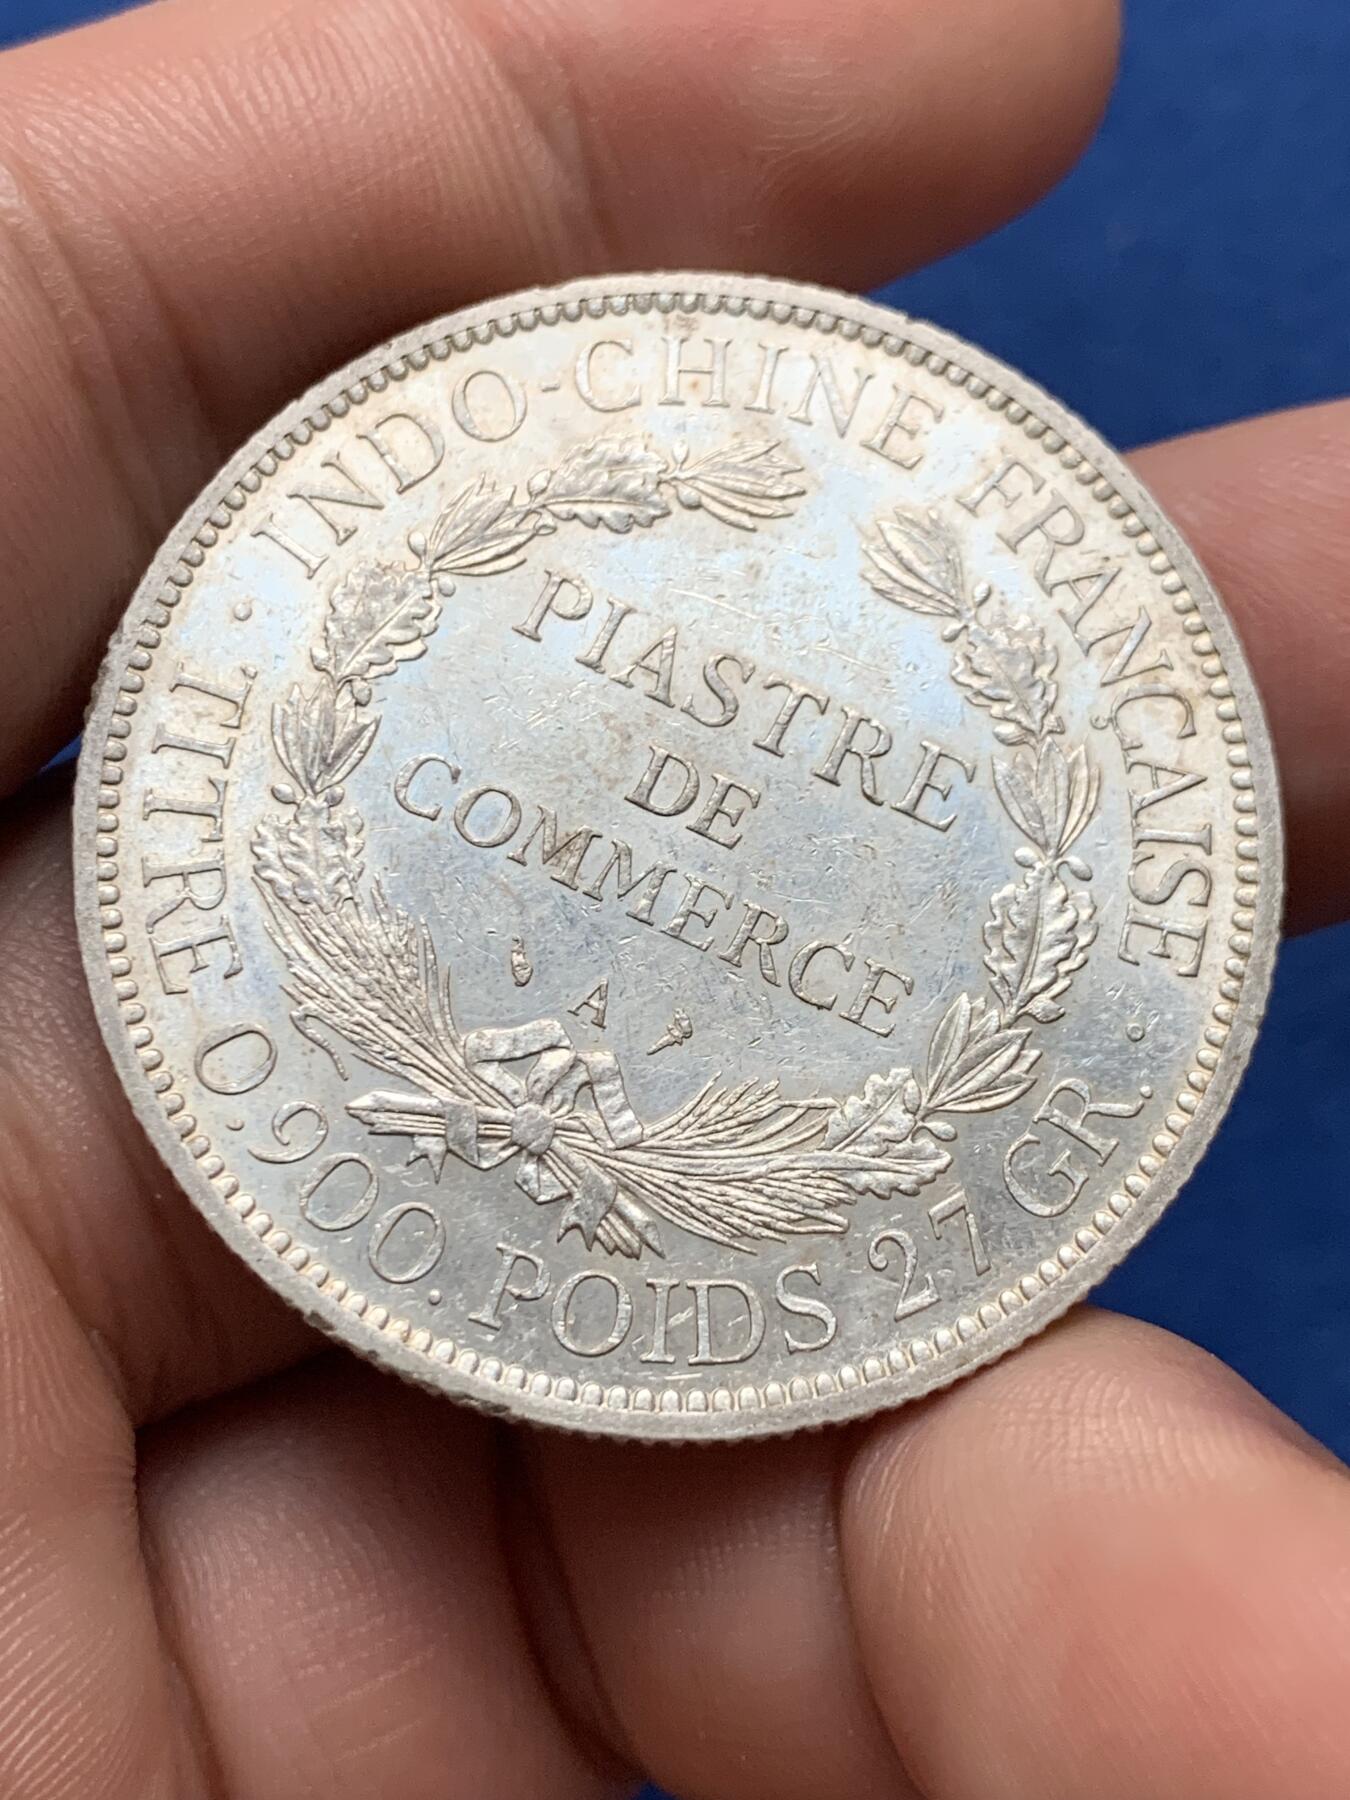 · INDO-CHINE FRANÇAISE ·
PIASTRE
DE
COMMERCE
A
TITRE 0,900. POIDS 27 GR.